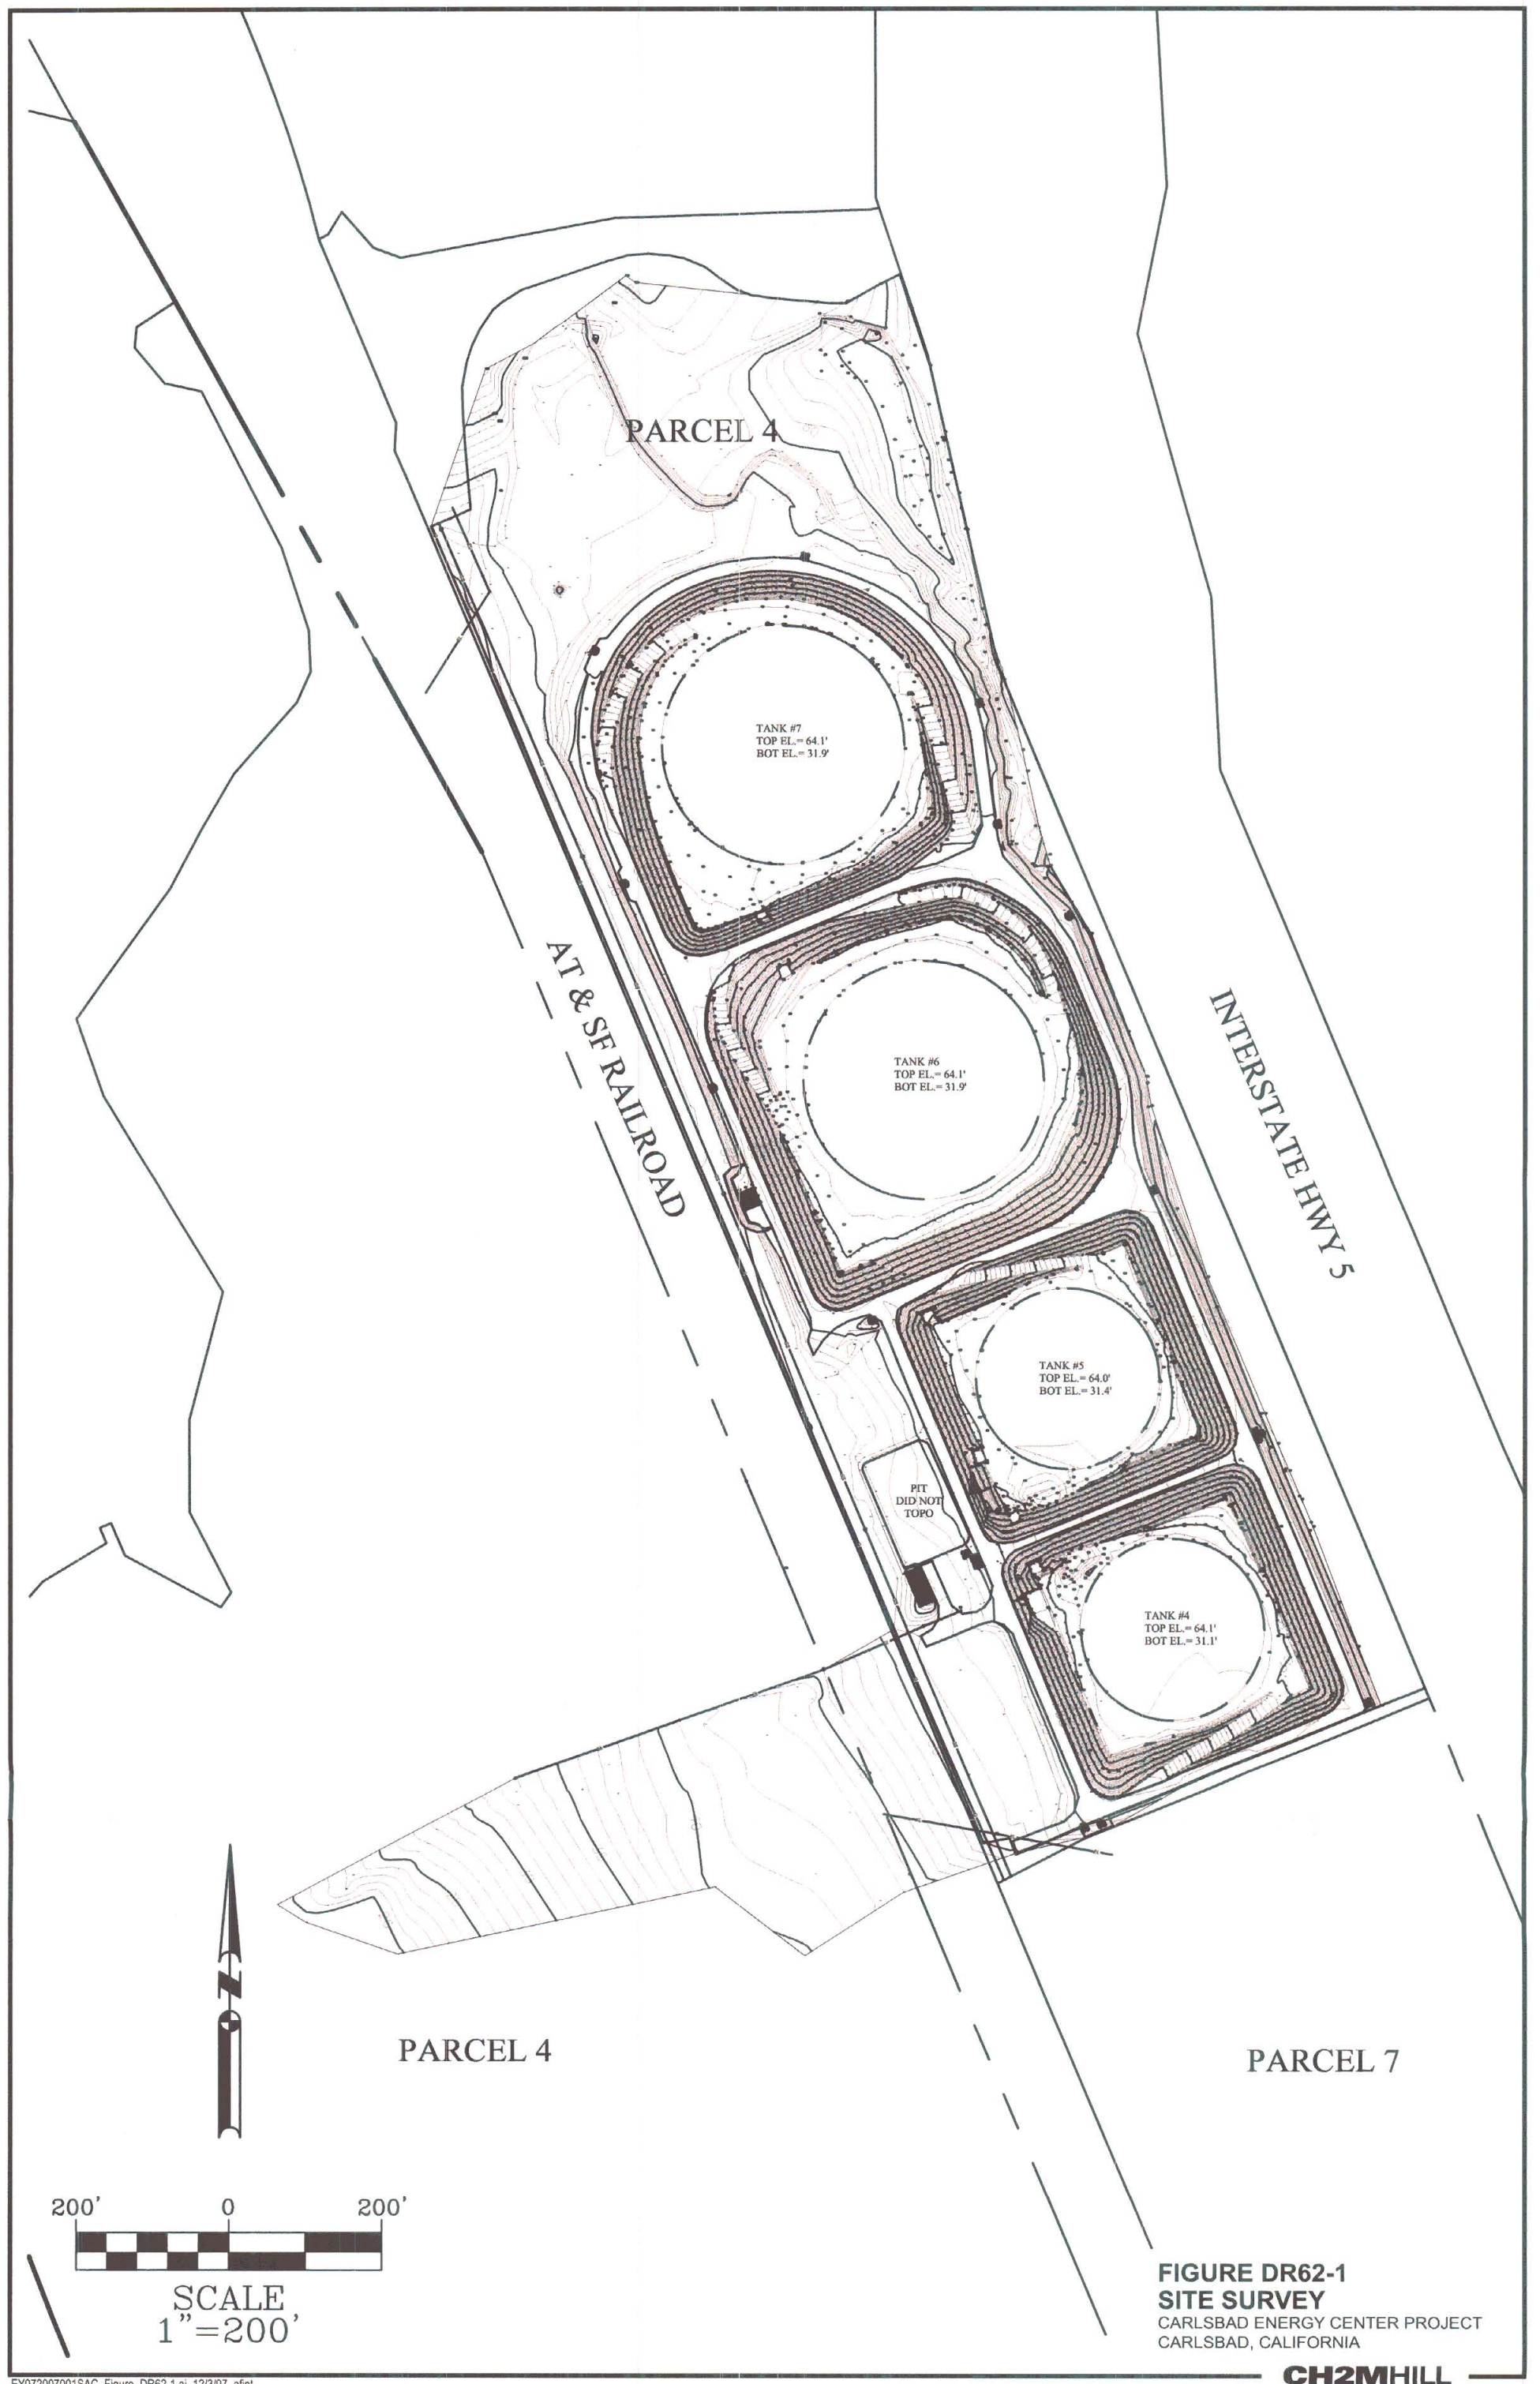 PARCEL 4
TANK #7
TOP EL.= 64.1'
BOT EL.= 31.9'
AT & SF RAILROAD
INTERSTATE HWY 5
TANK #6
TOP EL.= 64.1'
BOT EL.= 31.9'
TANK #5
TOP EL.= 64.0'
BOT EL.= 31.4'
PIT
DID NOT
TOPO
TANK #4
TOP EL.= 64.1'
BOT EL.= 31.1'
N
PARCEL 4
PARCEL 7
200' 0 200'
SCALE
1"=200'
FIGURE DR62-1
SITE SURVEY
CARLSBAD ENERGY CENTER PROJECT
CARLSBAD, CALIFORNIA
CH2MHILL